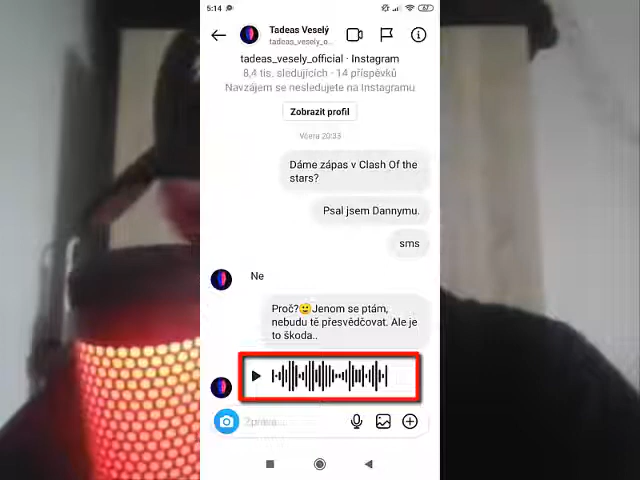 5:14
67
Tadeas Veselý
tadeas_vesely_o...
tadeas_vesely_official · Instagram
8,4 tis. sledujících · 14 příspěvků
Navzájem se nesledujete na Instagramu
Zobrazit profil
Včera 20:33
Dáme zápas v Clash Of the
stars?
Psal jsem Dannymu.
sms
Ne
Proč?🙂Jenom se ptám,
nebudu tě přesvědčovat. Ale je
to škoda..
Zpráva...